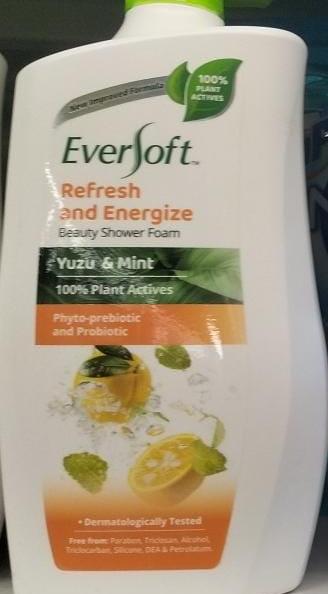 New Improved Formula
100%
PLANT
ACTIVES
EverSoft™
Refresh
and Energize
Beauty Shower Foam
Yuzu & Mint
100% Plant Actives
Phyto-prebiotic
and Probiotic
• Dermatologically Tested
Free from: Paraben, Triclosan, Alcohol,
Triclocarban, Silicone, DEA & Petrolatum.